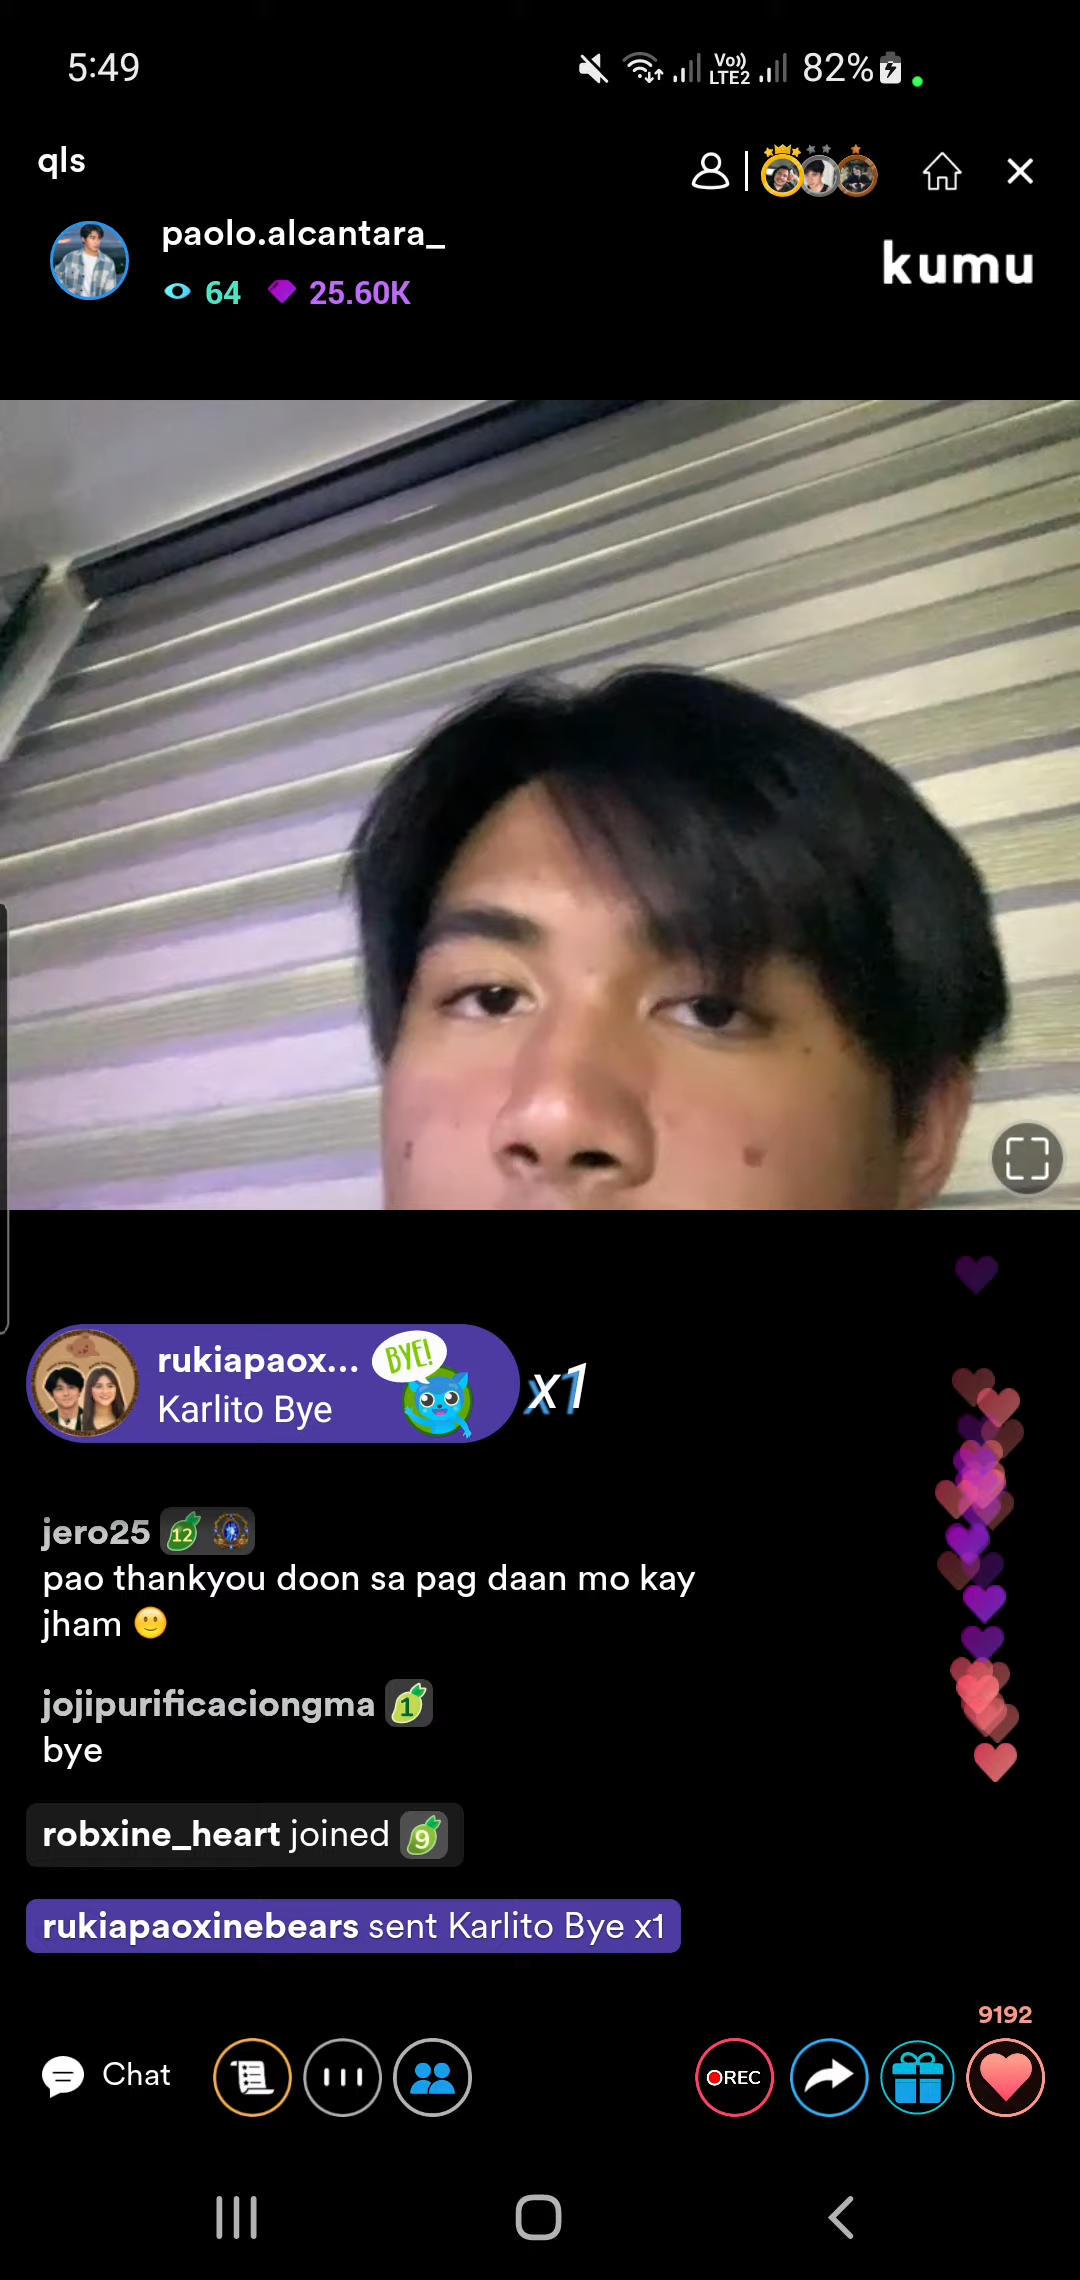 5:49
Vo))
LTE2
82%
qls
paolo.alcantara_
64
25.60K
kumu
rukiapaox...
BYE!
Karlito Bye
x1
jero25 12
pao thankyou doon sa pag daan mo kay
jham 🙂
jojipurificaciongma 1
bye
robxine_heart joined 9
rukiapaoxinebears sent Karlito Bye x1
9192
Chat
REC